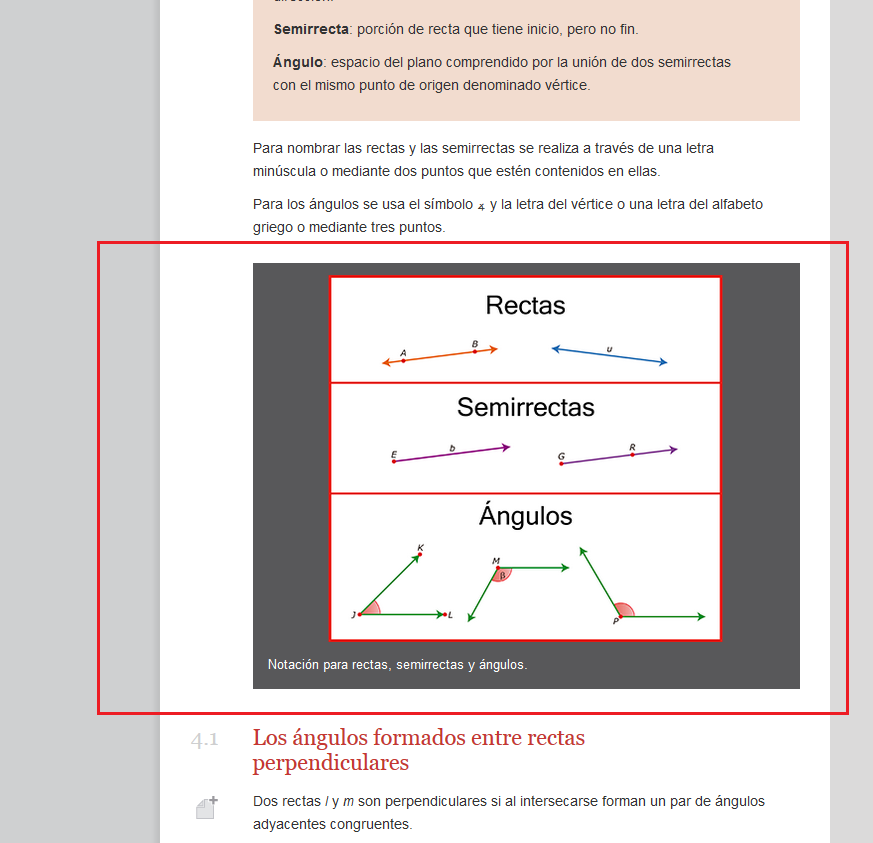 Semirrecta: porción de recta que tiene inicio, pero no fin.
Ángulo: espacio del plano comprendido por la unión de dos semirrectas
con el mismo punto de origen denominado vértice.
Para nombrar las rectas y las semirrectas se realiza a través de una letra
minúscula o mediante dos puntos que estén contenidos en ellas.
Para los ángulos se usa el símbolo ∡ y la letra del vértice o una letra del alfabeto
griego o mediante tres puntos.
Rectas
A B u
Semirrectas
E b G R
Ángulos
K M
β
J L P
Notación para rectas, semirrectas y ángulos.
4.1 Los ángulos formados entre rectas
perpendiculares
Dos rectas l y m son perpendiculares si al intersecarse forman un par de ángulos
adyacentes congruentes.